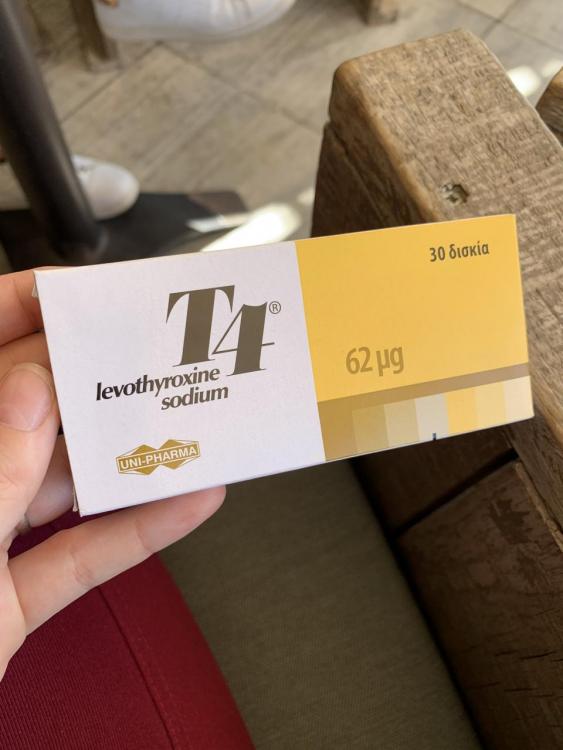 T4®
levothyroxine
sodium
UNI-PHARMA
30 δισκία
62 μg